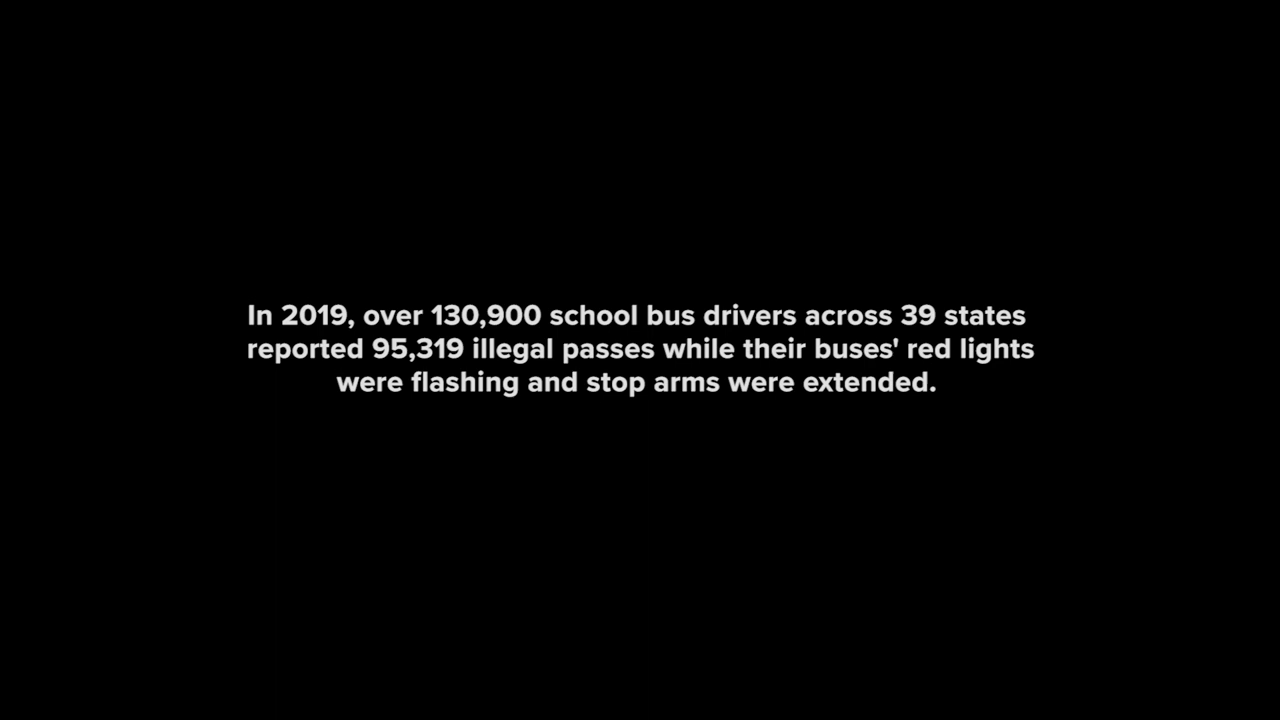 In 2019, over 130,900 school bus drivers across 39 states
reported 95,319 illegal passes while their buses' red lights
were flashing and stop arms were extended.